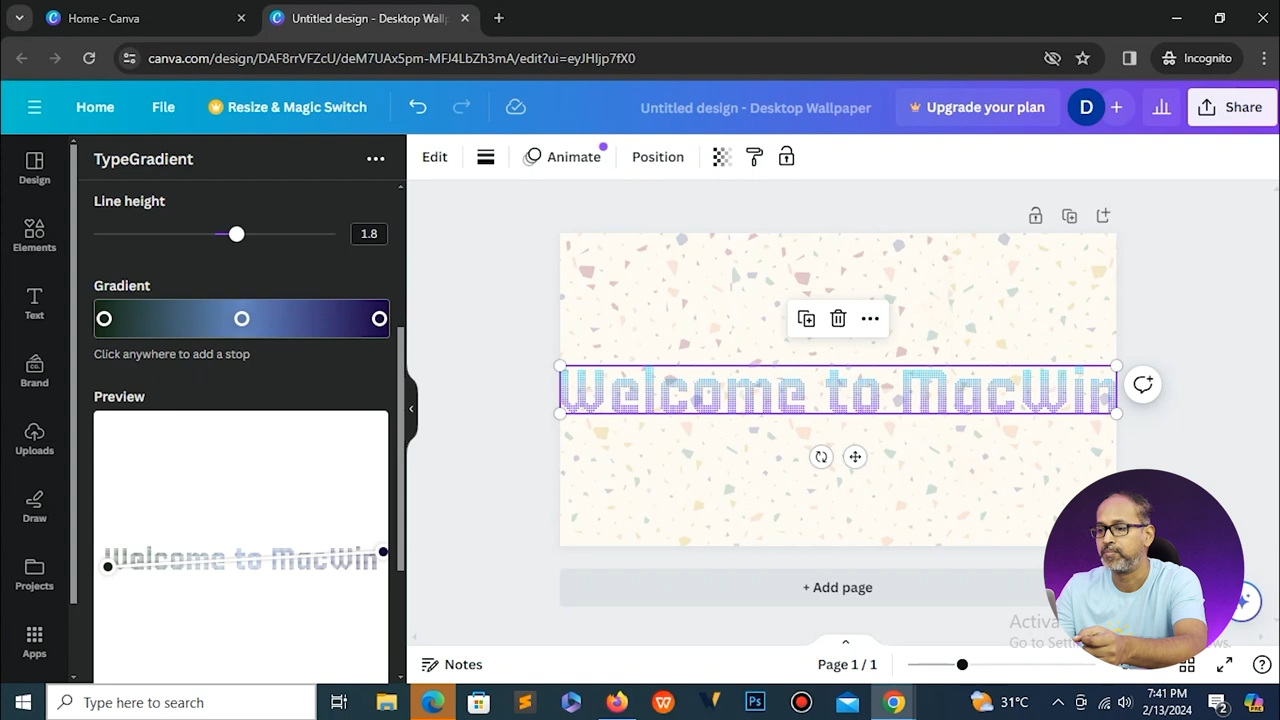 Home - Canva
Untitled design - Desktop Wallp
canva.com/design/DAF8rrVFZcU/deM7UAx5pm-MFJ4LbZh3mA/edit?ui=eyJHIjp7fX0
Incognito
Home
File
Resize & Magic Switch
Untitled design - Desktop Wallpaper
Upgrade your plan
D
Share
Design
Elements
Text
Brand
Uploads
Draw
Projects
Apps
TypeGradient
Line height
1.8
Gradient
Click anywhere to add a stop
Preview
Welcome to MacWin
Edit
Animate
Position
Welcome to MacWin
+ Add page
Activa
Go to Setti
ws.
Notes
Page 1 / 1
Type here to search
31°C
7:41 PM
2/13/2024
2